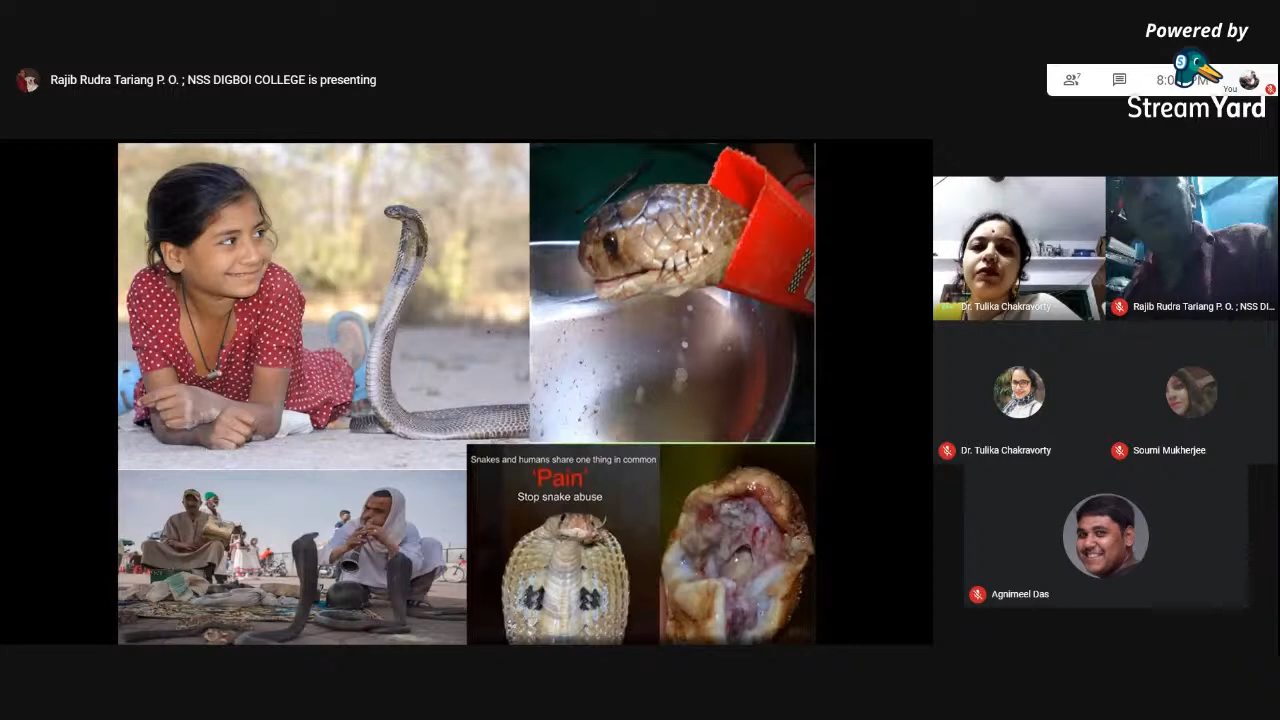 Powered by
StreamYard
Rajib Rudra Tariang P. O. ; NSS DIGBOI COLLEGE is presenting
7
You
Dr. Tulika Chakravorty
Rajib Rudra Tariang P. O. ; NSS DI...
Dr. Tulika Chakravorty
Soumi Mukherjee
Agnimeel Das
Snakes and humans share one thing in common
'Pain'
Stop snake abuse